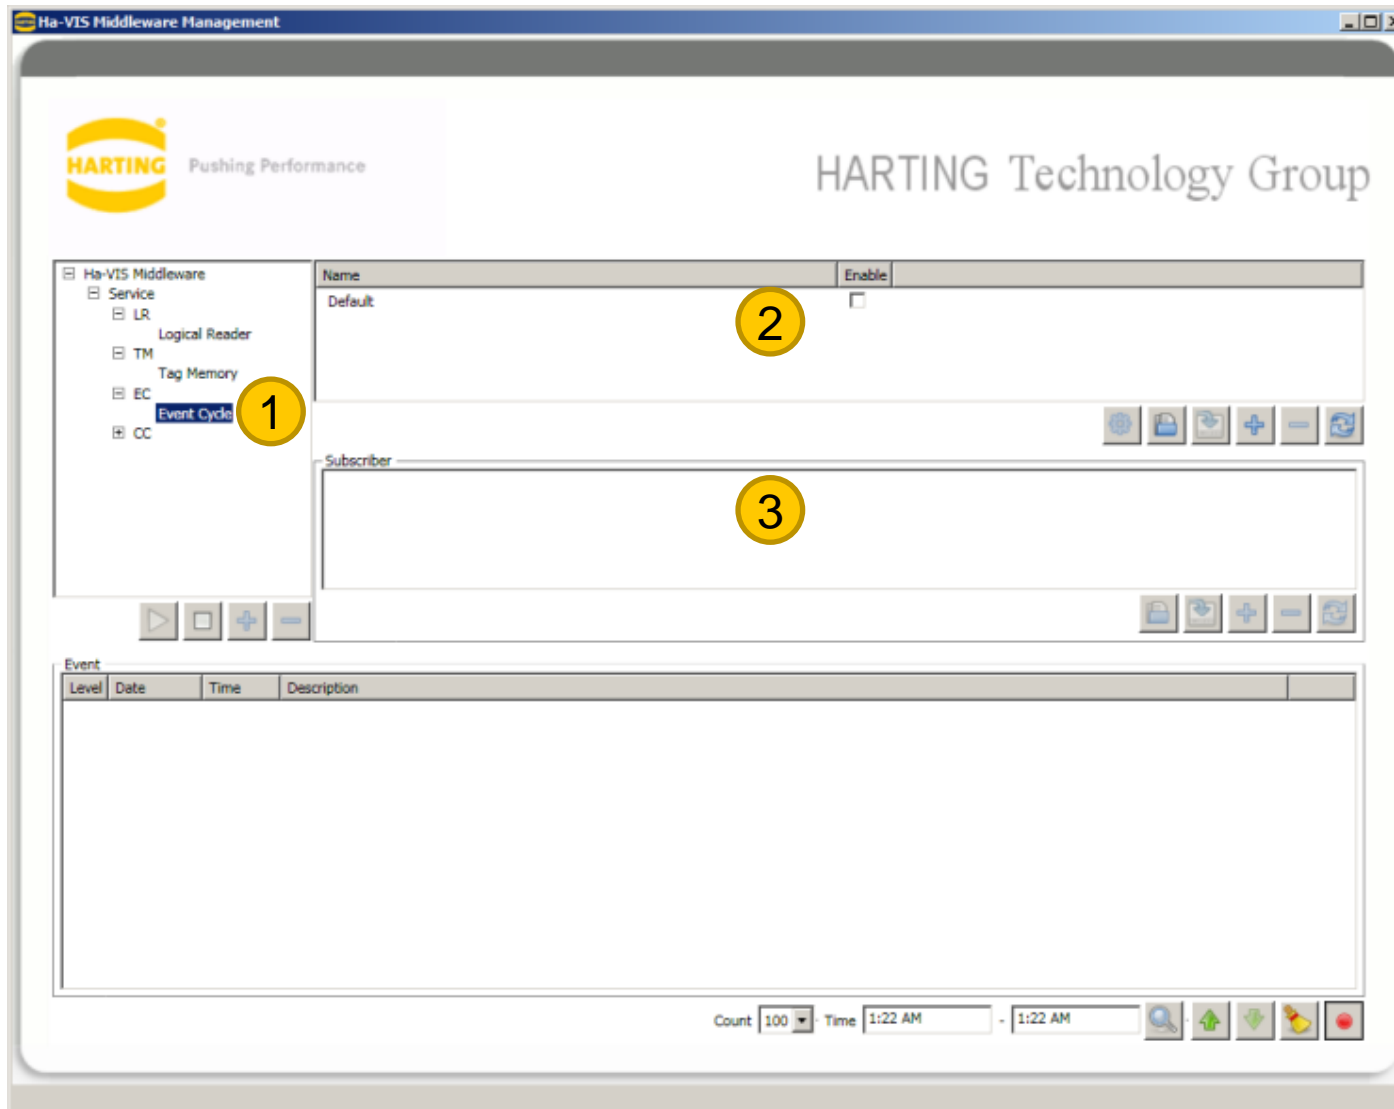 Ha-VIS Middleware Management
HARTING
Pushing Performance
HARTING Technology Group
Ha-VIS Middleware
Service
LR
Logical Reader
TM
Tag Memory
EC
Event Cycle
CC
1
Name Enable
Default
2
Subscriber
3
Event
Level Date Time Description
Count 100 Time 1:22 AM - 1:22 AM